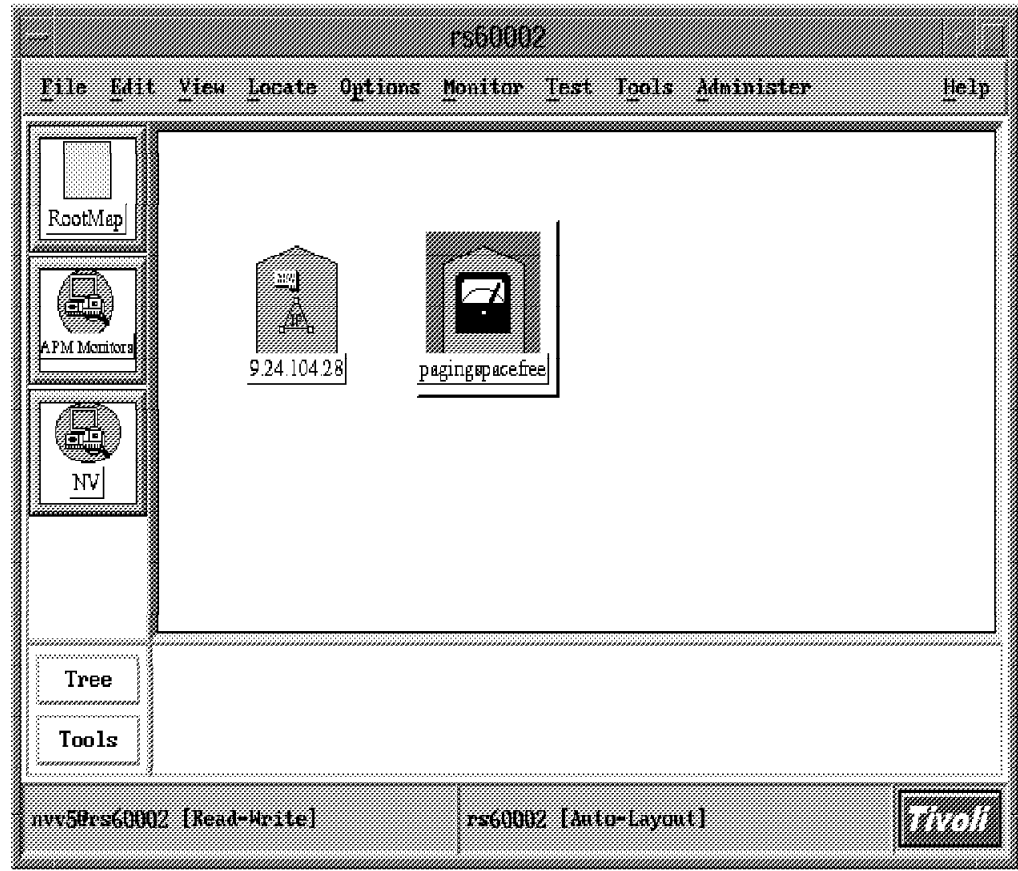 rs60002
File Edit View Locate Options Monitor Test Tools Administer Help
RootMap
APM Monitors
NV
IP
9.24.104.28
pagingspacefree
Tree
Tools
nvv5@rs60002 [Read-Write]
rs60002 [Auto-Layout]
Tivoli